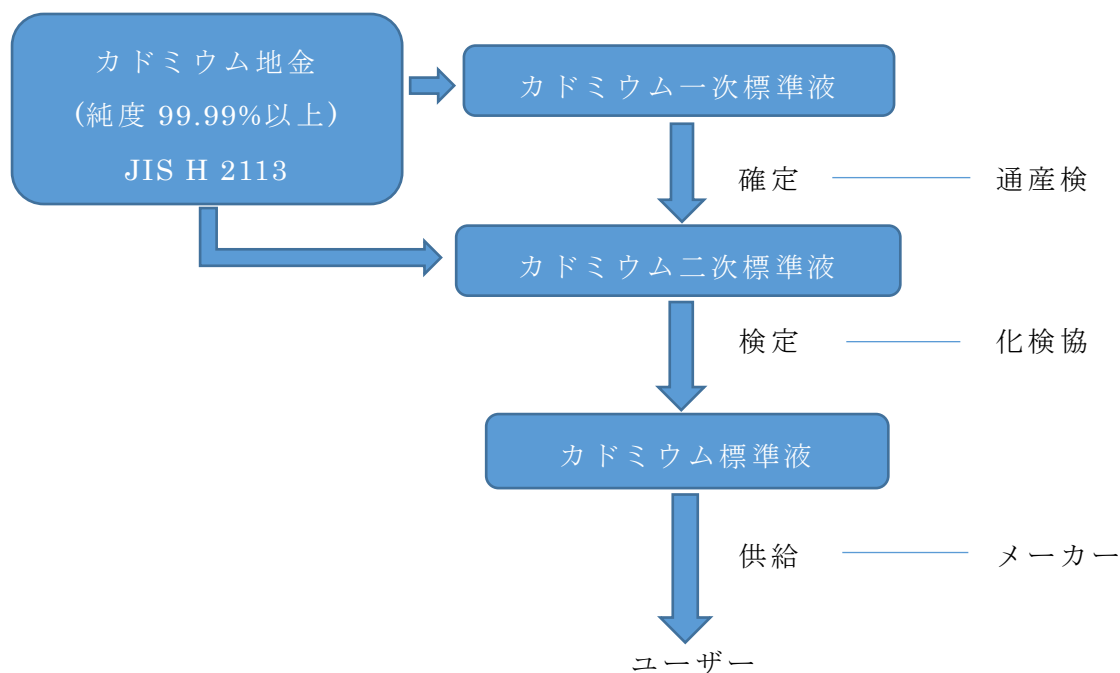 カドミウム地金
(純度 99.99%以上)
JIS H 2113
カドミウム一次標準液
確定 通産検
カドミウム二次標準液
検定 化検協
カドミウム標準液
供給 メーカー
ユーザー